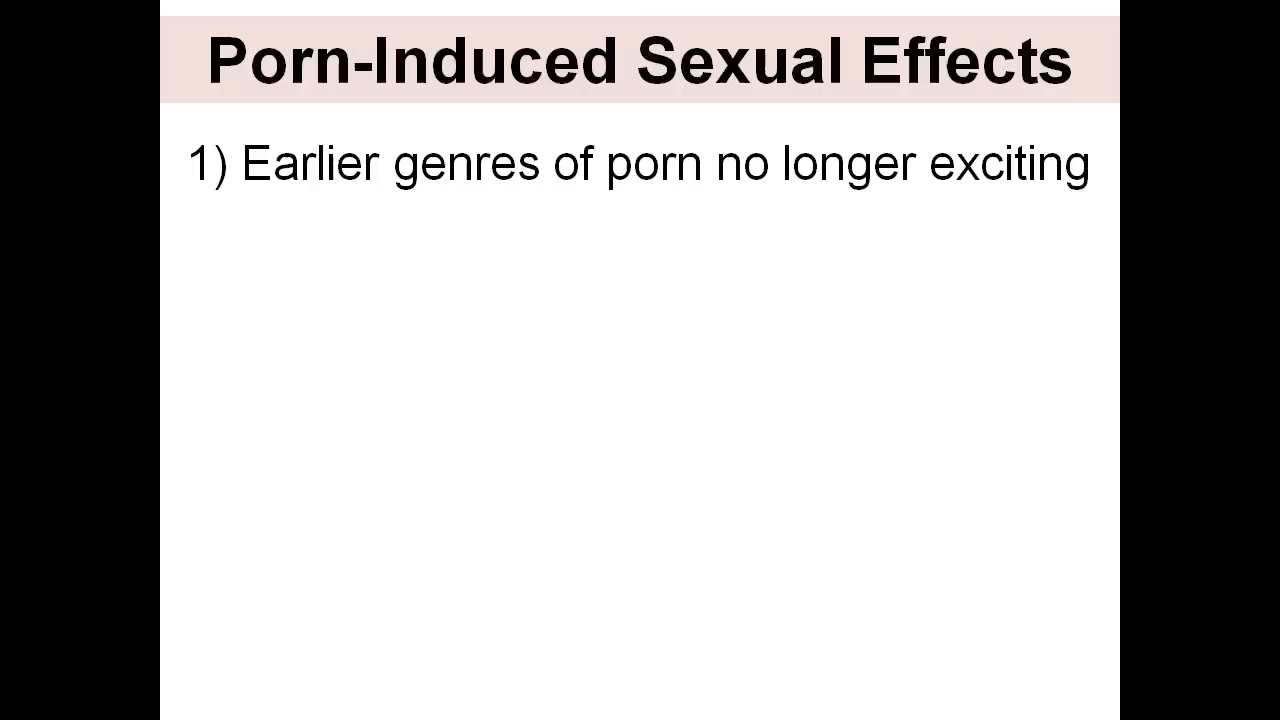 Porn-Induced Sexual Effects
1) Earlier genres of porn no longer exciting